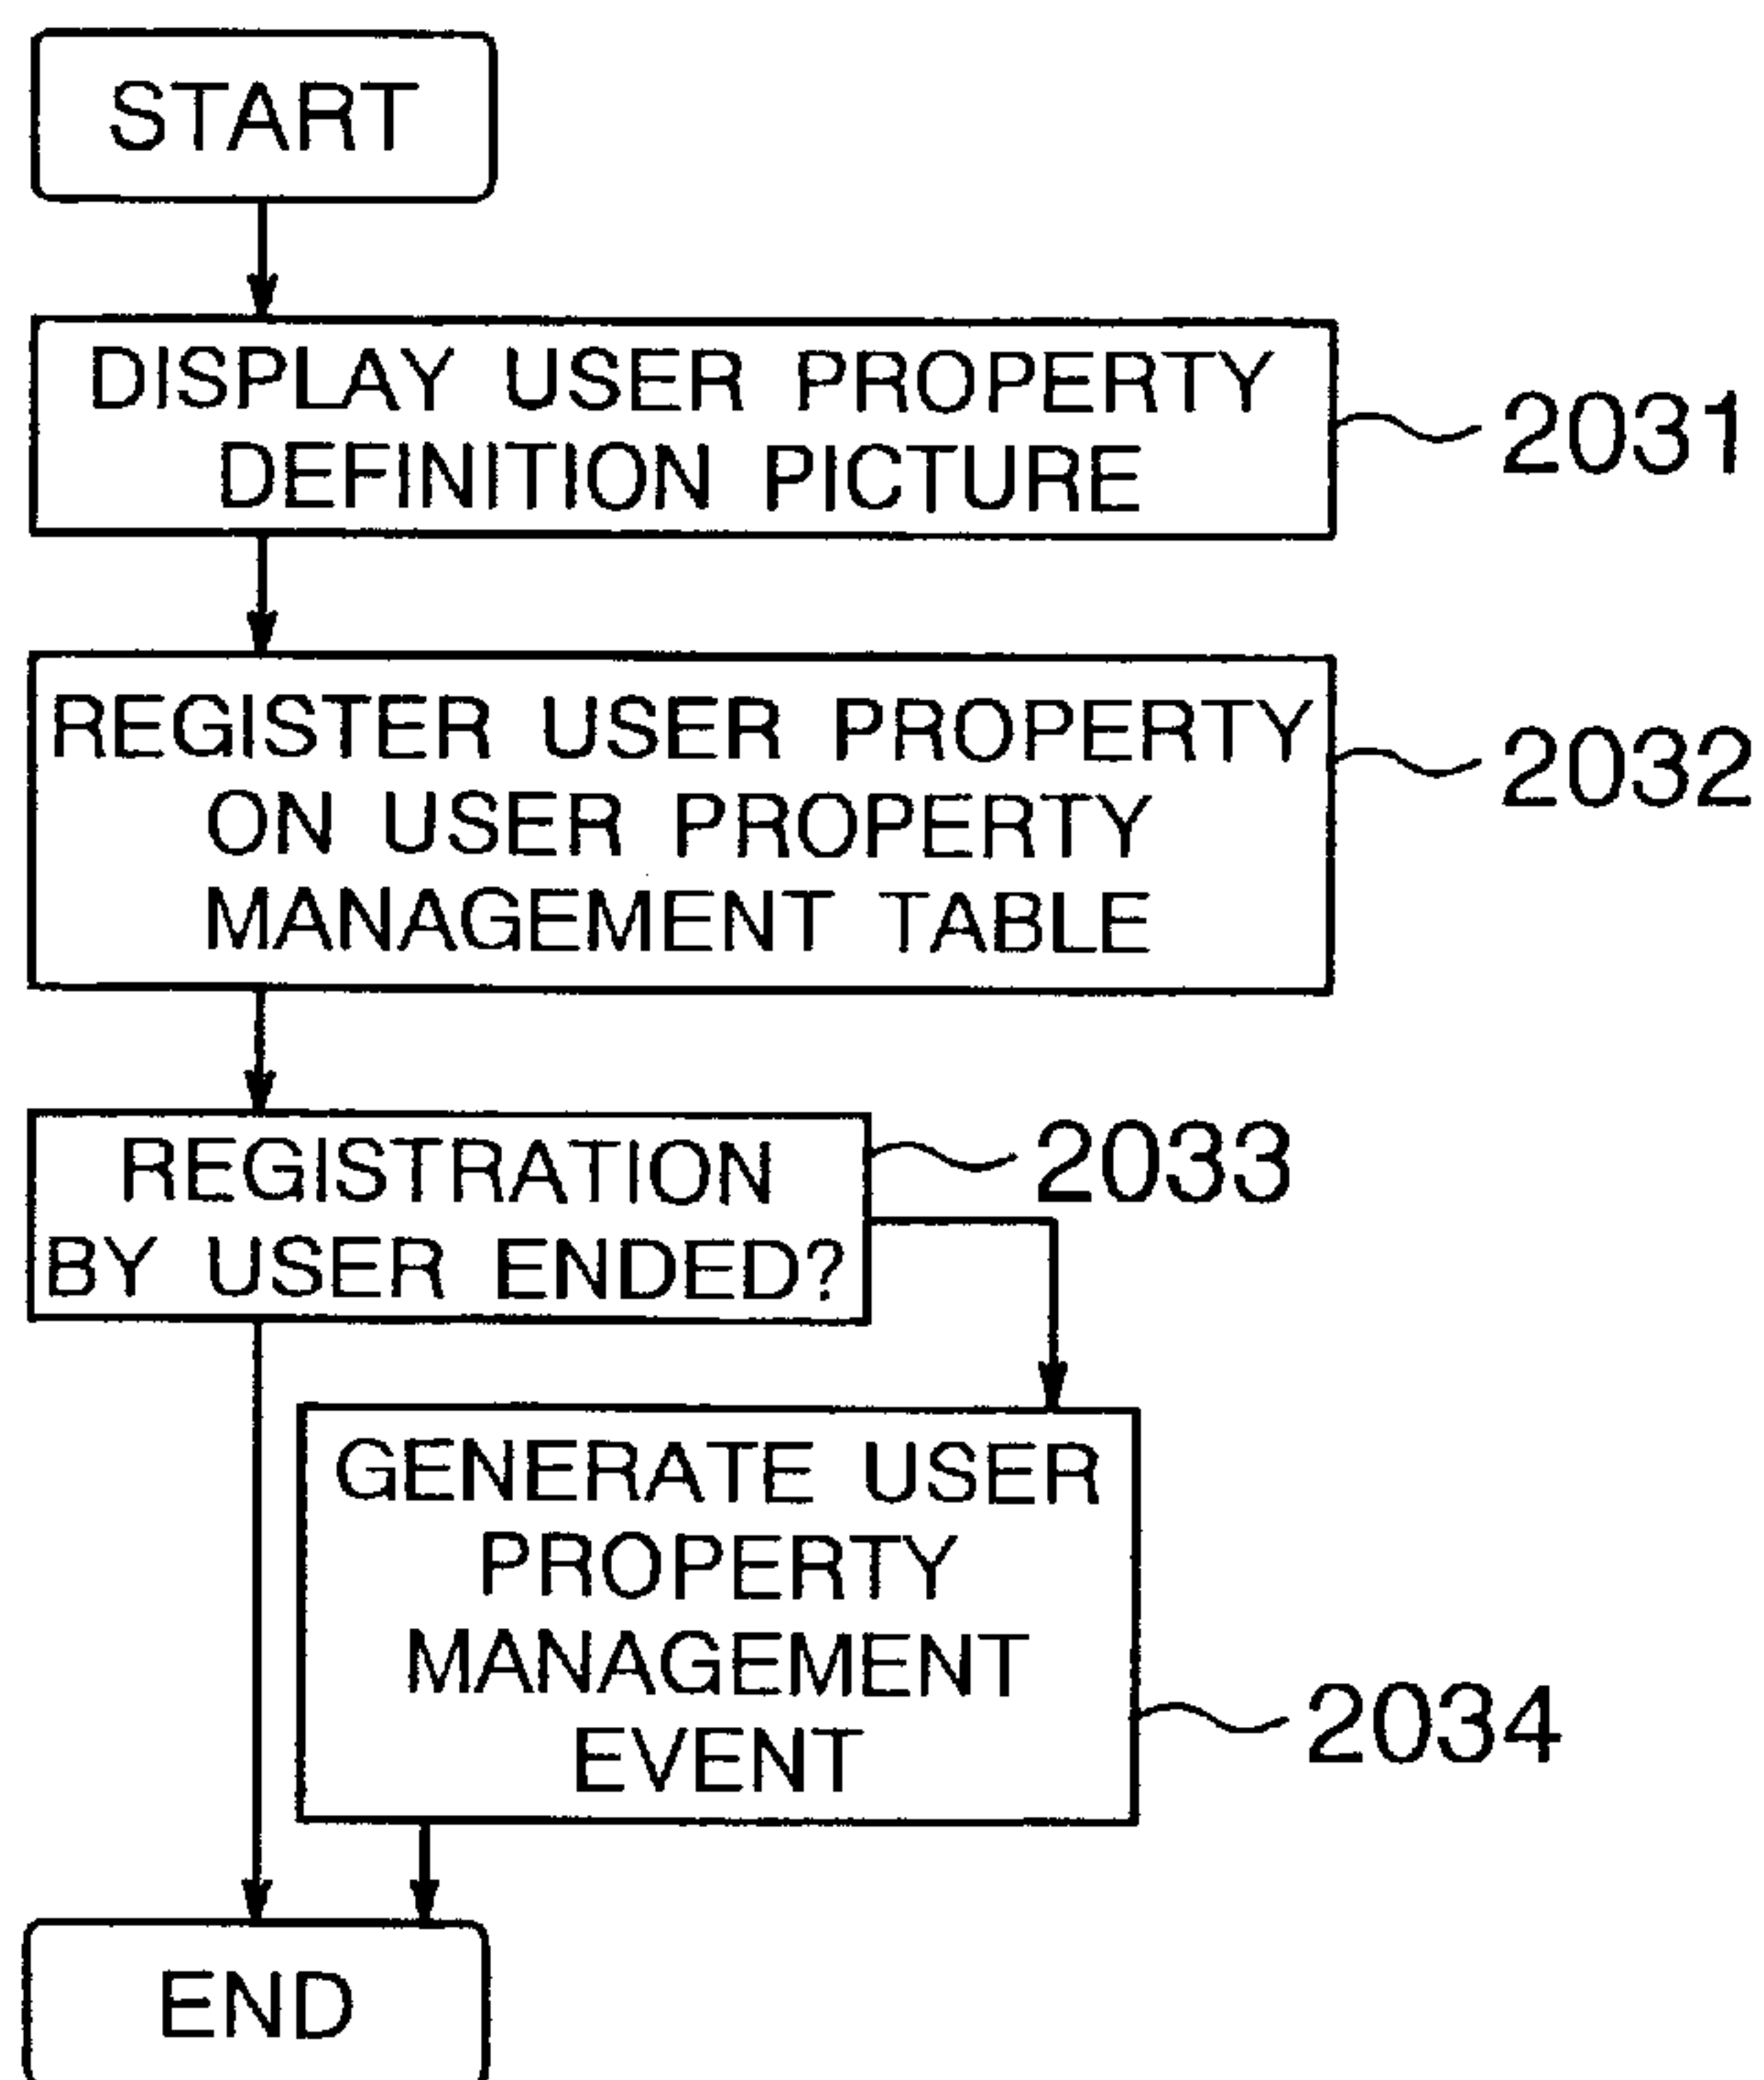 START
DISPLAY USER PROPERTY
DEFINITION PICTURE
2031
REGISTER USER PROPERTY
ON USER PROPERTY
MANAGEMENT TABLE
2032
REGISTRATION
BY USER ENDED?
2033
GENERATE USER
PROPERTY
MANAGEMENT
EVENT
2034
END